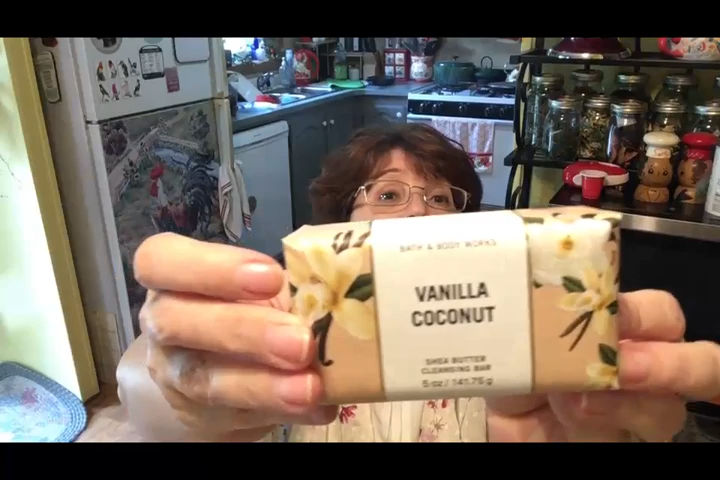 BATH & BODY WORKS
VANILLA
COCONUT
SHEA BUTTER
CLEANSING BAR
5 oz / 141.75 g